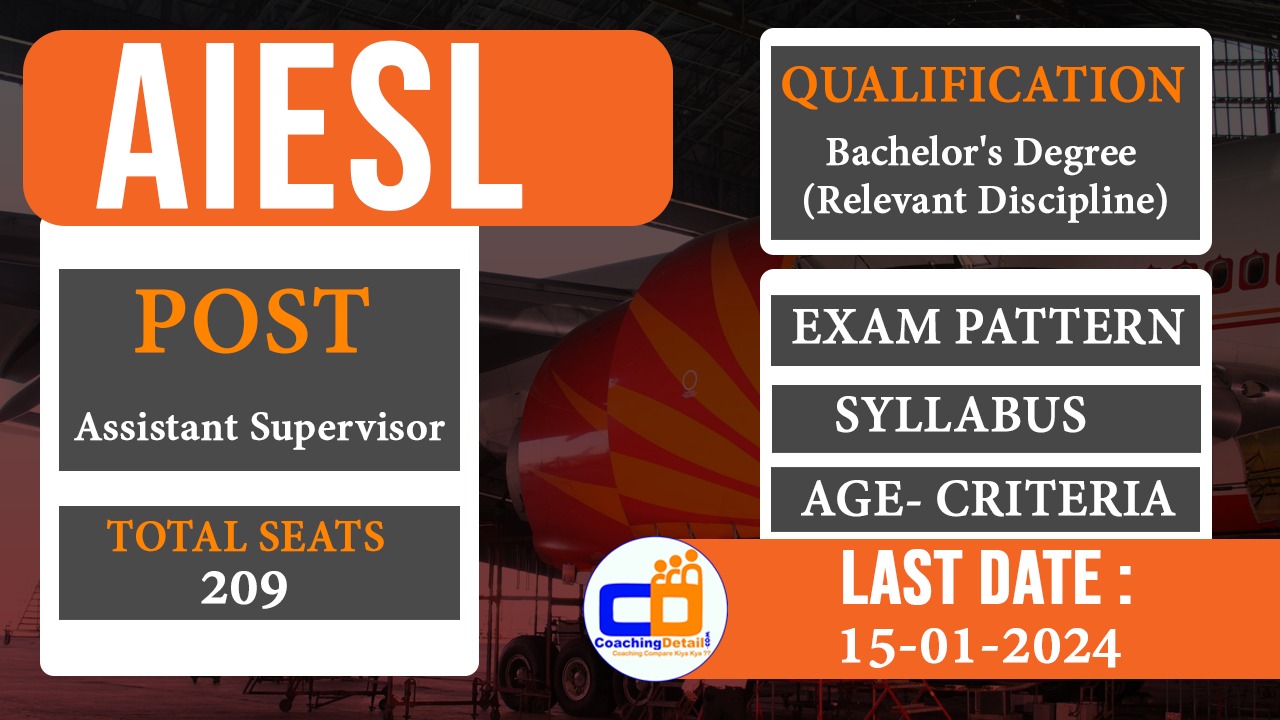 AIESL
POST
Assistant Supervisor
TOTAL SEATS
209
QUALIFICATION
Bachelor's Degree
(Relevant Discipline)
EXAM PATTERN
SYLLABUS
AGE- CRITERIA
LAST DATE :
15-01-2024
CoachingDetail.com
Coaching Compare Kiya Kya ??